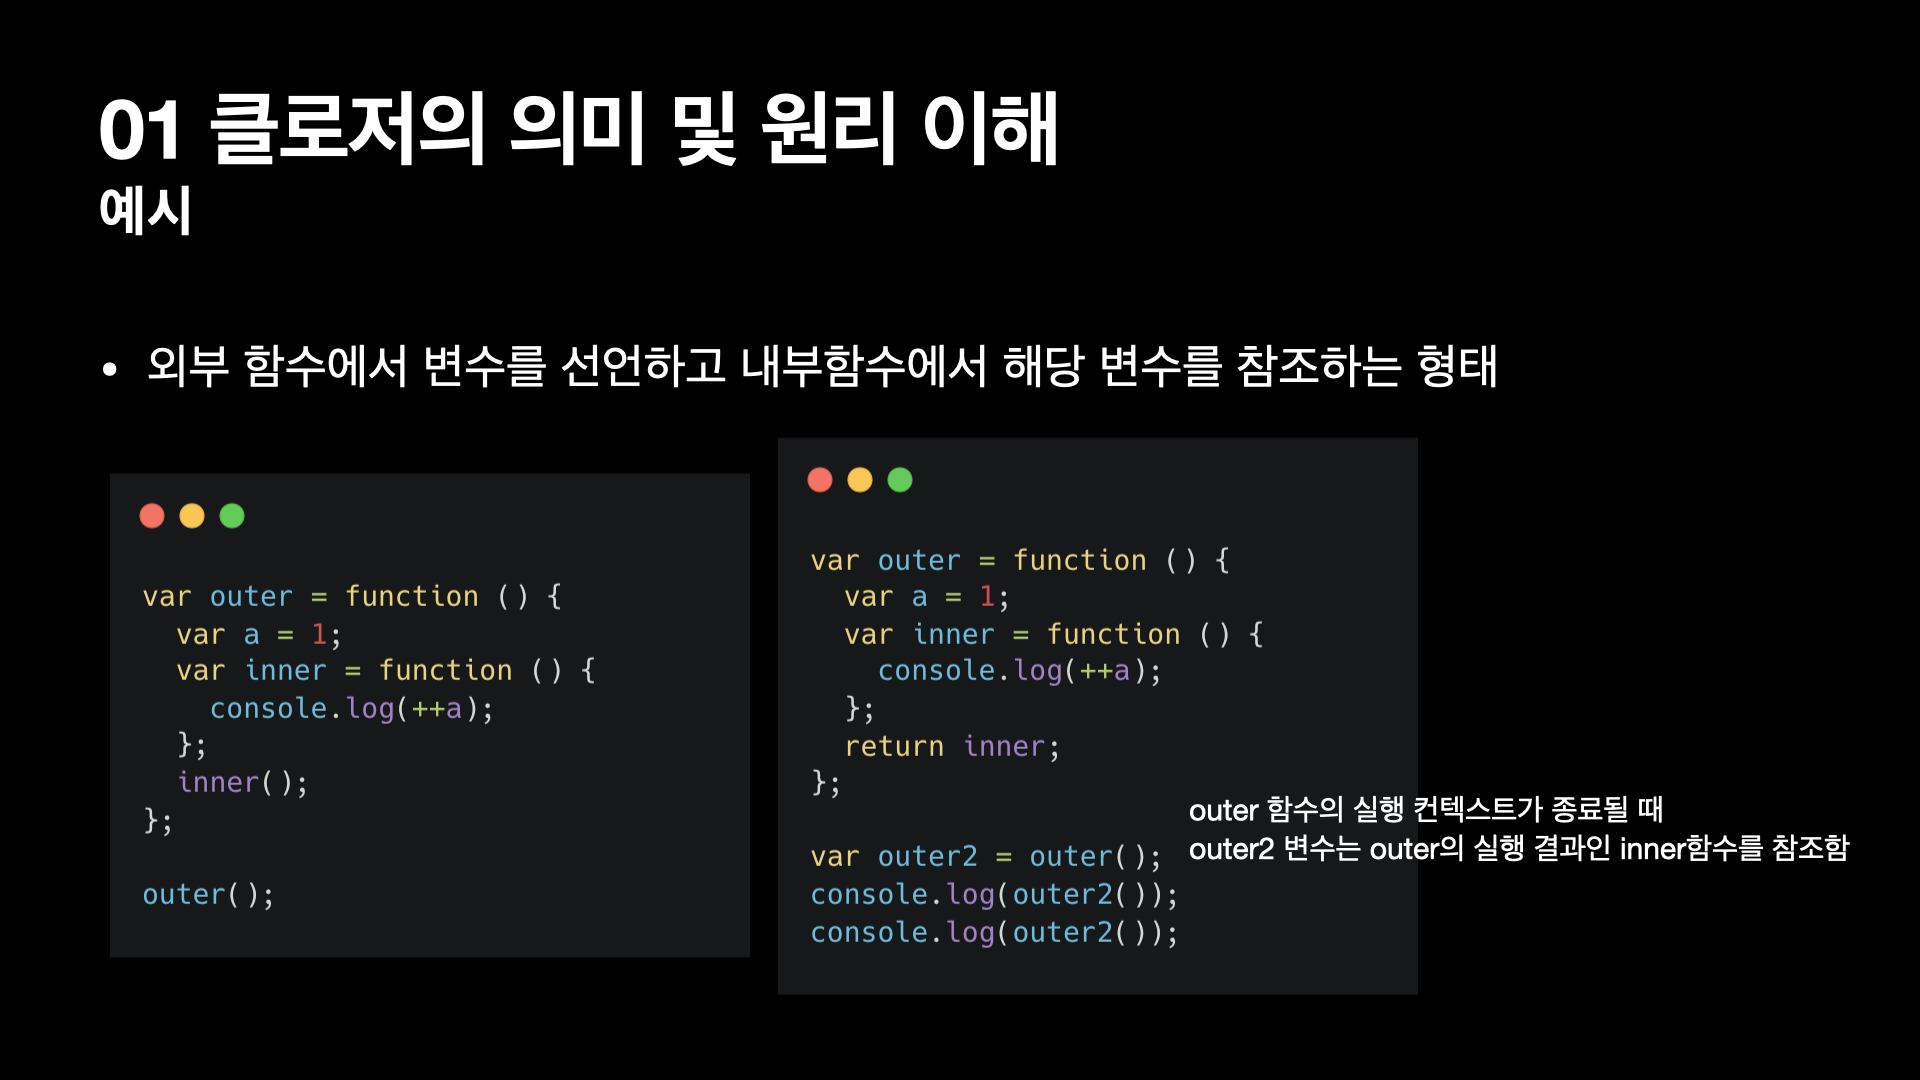 01 클로저의 의미 및 원리 이해
예시
• 외부 함수에서 변수를 선언하고 내부함수에서 해당 변수를 참조하는 형태
var outer = function () {
  var a = 1;
  var inner = function () {
    console.log(++a);
  };
  inner();
};

outer();
var outer = function () {
  var a = 1;
  var inner = function () {
    console.log(++a);
  };
  return inner;
};

var outer2 = outer();
console.log(outer2());
console.log(outer2());
outer 함수의 실행 컨텍스트가 종료될 때
outer2 변수는 outer의 실행 결과인 inner함수를 참조함